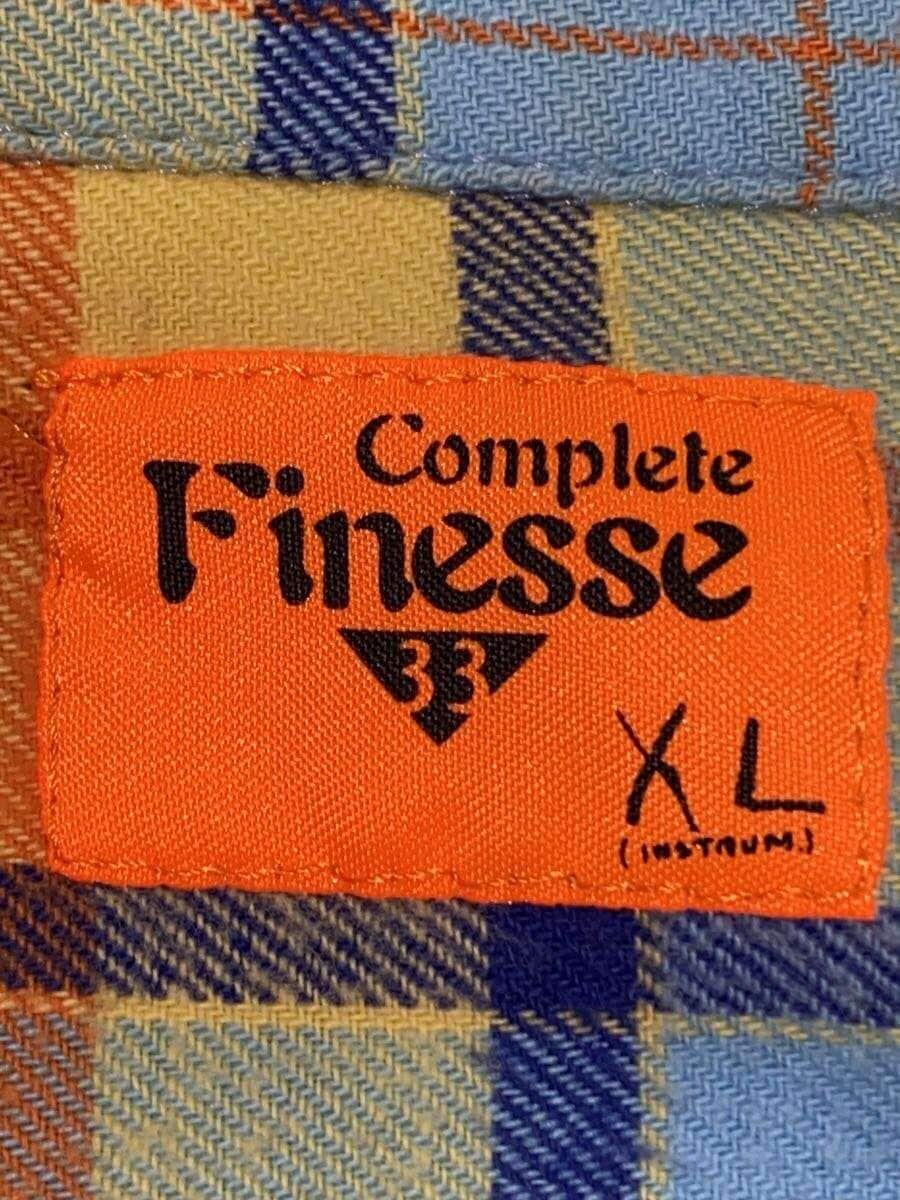 Complete
Finesse
33
XL
(INSTRUM.)